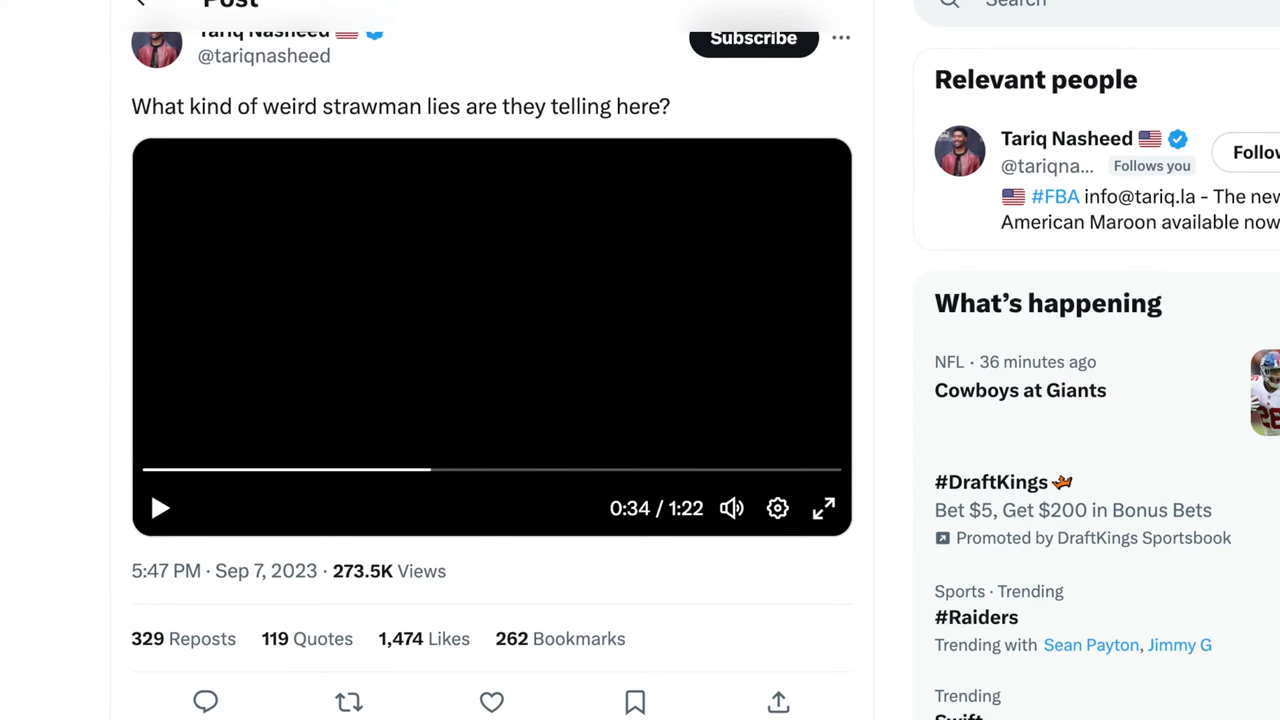 Post
Tariq Nasheed
Subscribe
@tariqnasheed
What kind of weird strawman lies are they telling here?
0:34 / 1:22
5:47 PM · Sep 7, 2023 · 273.5K Views
329 Reposts 119 Quotes 1,474 Likes 262 Bookmarks
Search
Relevant people
Tariq Nasheed
@tariqna... Follows you
Follow
#FBA info@tariq.la - The new
American Maroon available now
What's happening
NFL · 36 minutes ago
Cowboys at Giants
#DraftKings
Bet $5, Get $200 in Bonus Bets
Promoted by DraftKings Sportsbook
Sports · Trending
#Raiders
Trending with Sean Payton, Jimmy G
Trending
Swift